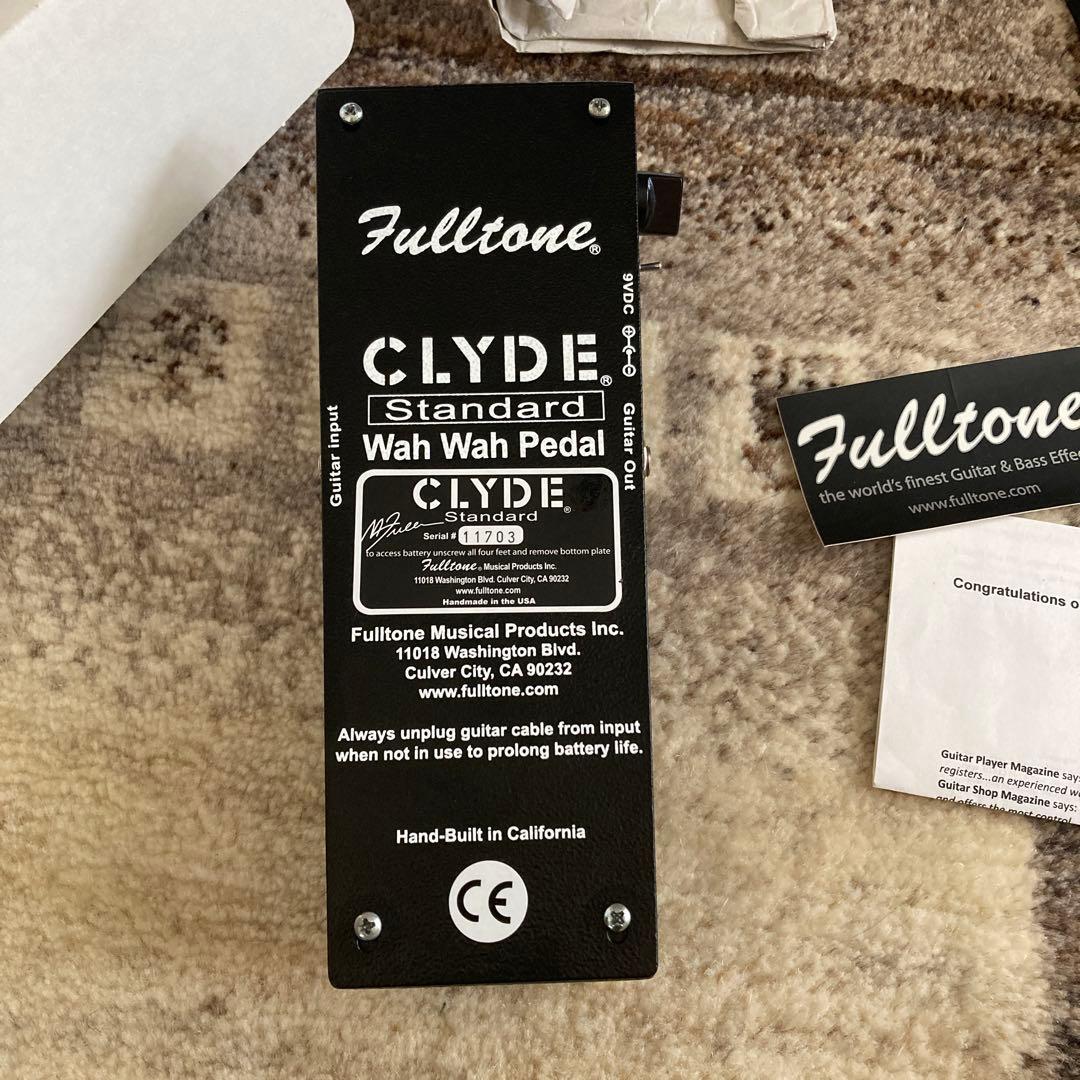 Fulltone®
CLYDE®
Standard
Wah Wah Pedal
Guitar input
9VDC
Guitar Out
CLYDE®
Standard
Serial # 11703
to access battery unscrew all four feet and remove bottom plate
Fulltone® Musical Products Inc.
11018 Washington Blvd. Culver City, CA 90232
www.fulltone.com
Handmade in the USA
Fulltone Musical Products Inc.
11018 Washington Blvd.
Culver City, CA 90232
www.fulltone.com
Always unplug guitar cable from input
when not in use to prolong battery life.
Hand-Built in California
CE
Fulltone
the world's finest Guitar & Bass Effe
www.fulltone.com
Congratulations o
Guitar Player Magazine says
registers...an experienced w
Guitar Shop Magazine says:
and offers the most control